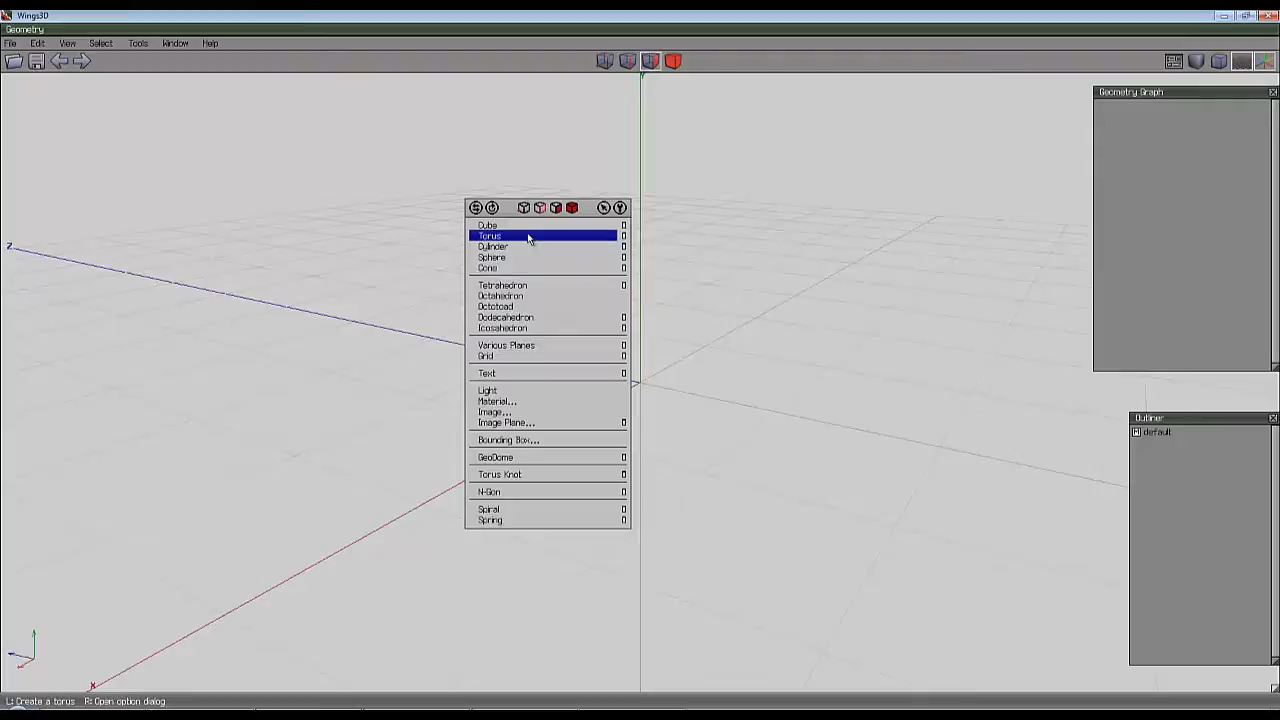 Wings3D
Geometry
File Edit View Select Tools Window Help
Geometry Graph
Cube
Torus
Cylinder
Sphere
Cone
Tetrahedron
Octahedron
Octotoad
Dodecahedron
Icosahedron
Various Planes
Grid
Text
Light
Material...
Image...
Image Plane...
Bounding Box...
GeoDome
Torus Knot
N-Gon
Spiral
Spring
Outliner
default
Z
X
L: Create a torus R: Open option dialog